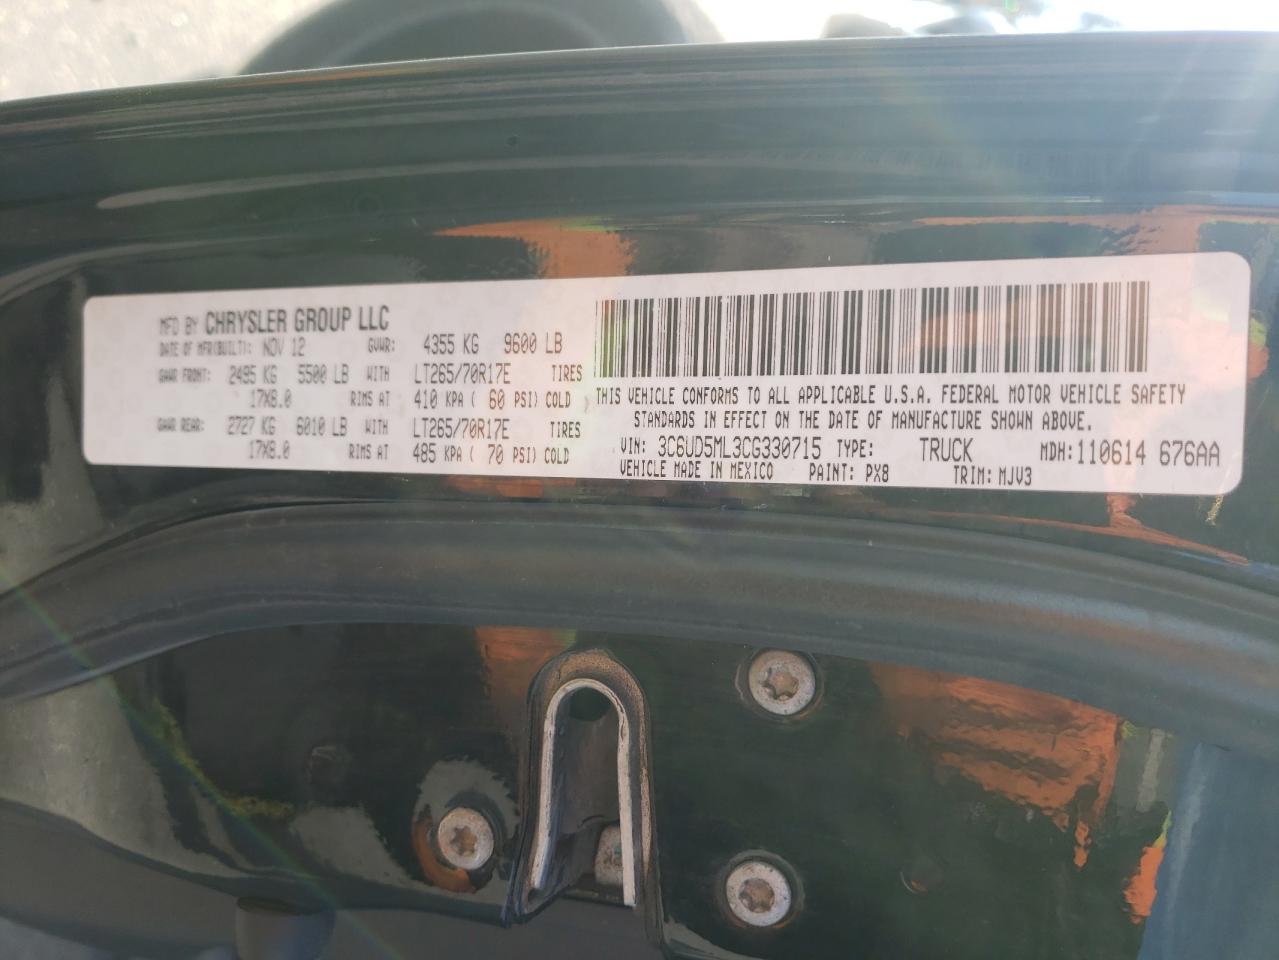 MFD BY CHRYSLER GROUP LLC
DATE OF MFR(BUILT): NOV 12 GVWR: 4355 KG 9600 LB
GAWR FRONT: 2495 KG 5500 LB WITH LT265/70R17E TIRES
17X8.0 RIMS AT 410 KPA ( 60 PSI) COLD
GAWR REAR: 2727 KG 6010 LB WITH LT265/70R17E TIRES
17X8.0 RIMS AT 485 KPA ( 70 PSI) COLD
THIS VEHICLE CONFORMS TO ALL APPLICABLE U.S.A. FEDERAL MOTOR VEHICLE SAFETY
STANDARDS IN EFFECT ON THE DATE OF MANUFACTURE SHOWN ABOVE.
VIN: 3C6UD5ML3CG330715 TYPE: TRUCK MDH: 110614 676AA
VEHICLE MADE IN MEXICO PAINT: PX8 TRIM: MJV3